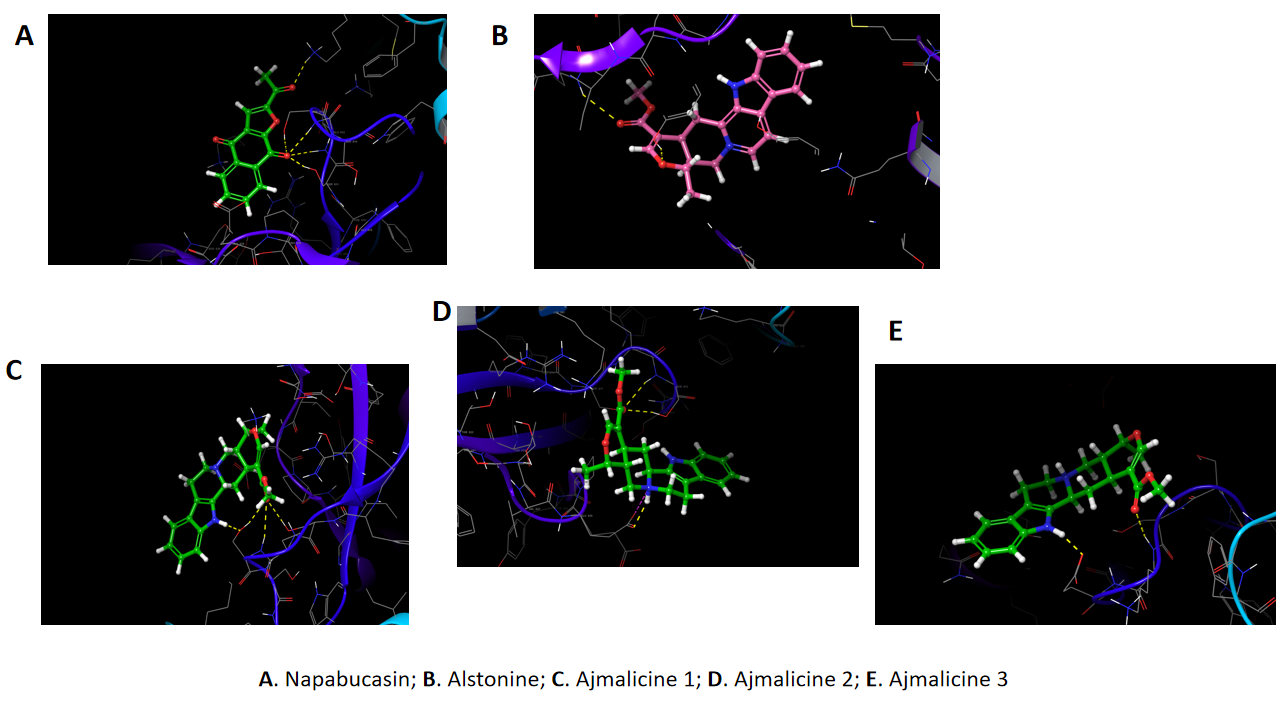 A
B
D
E
C
A. Napabucasin; B. Alstonine; C. Ajmalicine 1; D. Ajmalicine 2; E. Ajmalicine 3